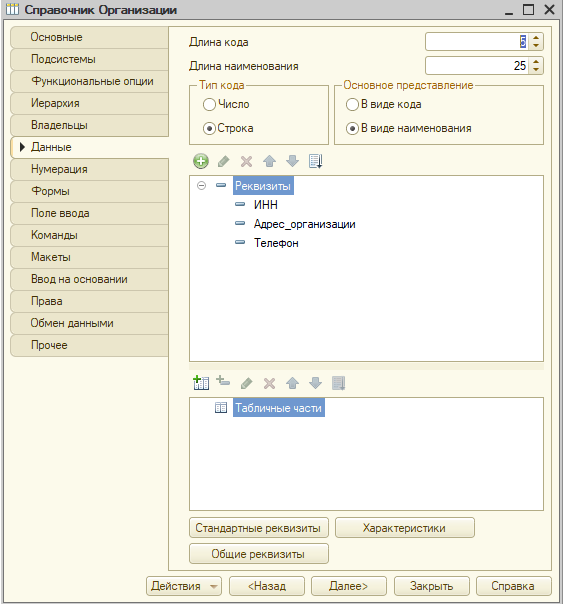 Справочник Организации
Основные
Подсистемы
Функциональные опции
Иерархия
Владельцы
Данные
Нумерация
Формы
Поле ввода
Команды
Макеты
Ввод на основании
Права
Обмен данными
Прочее
Длина кода 5
Длина наименования 25
Тип кода
Число
Строка
Основное представление
В виде кода
В виде наименования
Реквизиты
ИНН
Адрес_организации
Телефон
Табличные части
Стандартные реквизиты Характеристики
Общие реквизиты
Действия <Назад Далее> Закрыть Справка